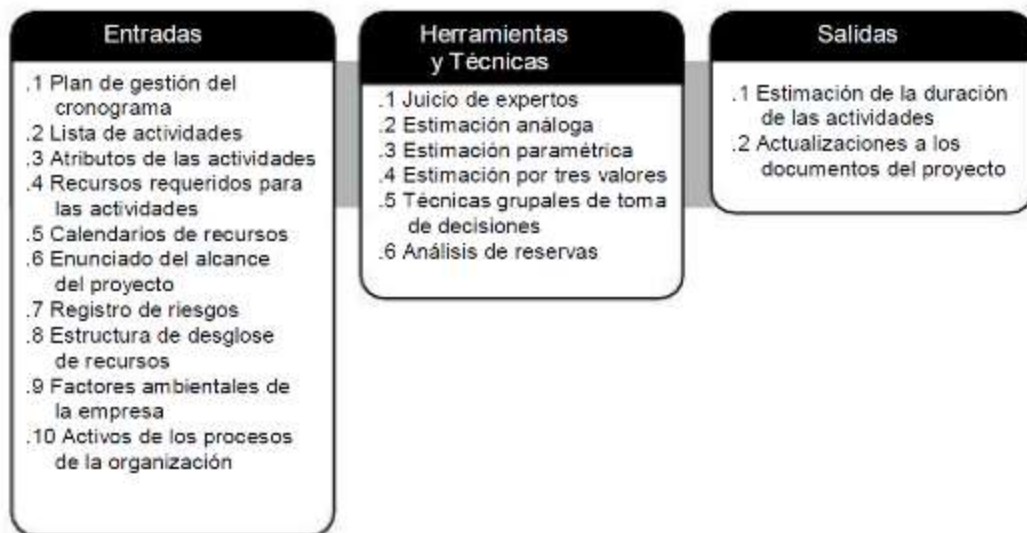 Entradas
.1 Plan de gestión del
cronograma
.2 Lista de actividades
.3 Atributos de las actividades
.4 Recursos requeridos para
las actividades
.5 Calendarios de recursos
.6 Enunciado del alcance
del proyecto
.7 Registro de riesgos
.8 Estructura de desglose
de recursos
.9 Factores ambientales de
la empresa
.10 Activos de los procesos
de la organización
Herramientas
y Técnicas
.1 Juicio de expertos
.2 Estimación análoga
.3 Estimación paramétrica
.4 Estimación por tres valores
.5 Técnicas grupales de toma
de decisiones
.6 Análisis de reservas
Salidas
.1 Estimación de la duración
de las actividades
.2 Actualizaciones a los
documentos del proyecto